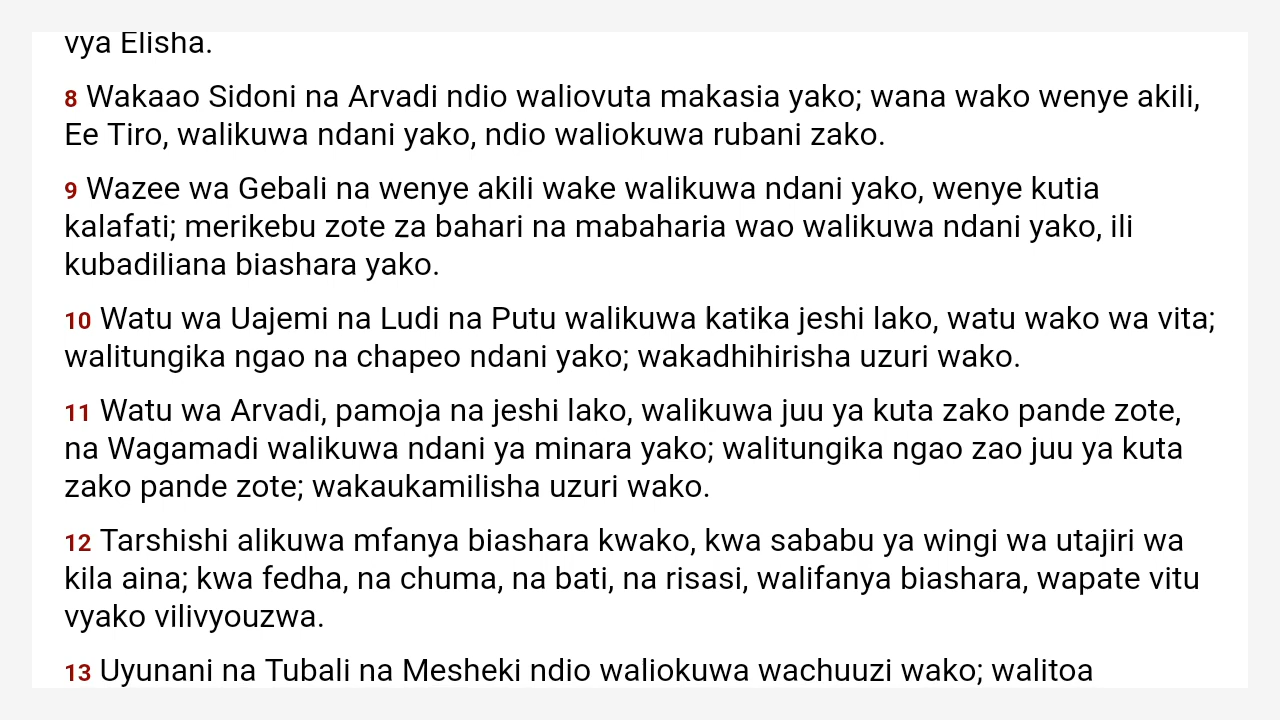 vya Elisha.
8 Wakaao Sidoni na Arvadi ndio waliovuta makasia yako; wana wako wenye akili,
Ee Tiro, walikuwa ndani yako, ndio waliokuwa rubani zako.
9 Wazee wa Gebali na wenye akili wake walikuwa ndani yako, wenye kutia
kalafati; merikebu zote za bahari na mabaharia wao walikuwa ndani yako, ili
kubadiliana biashara yako.
10 Watu wa Uajemi na Ludi na Putu walikuwa katika jeshi lako, watu wako wa vita;
walitungika ngao na chapeo ndani yako; wakadhihirisha uzuri wako.
11 Watu wa Arvadi, pamoja na jeshi lako, walikuwa juu ya kuta zako pande zote,
na Wagamadi walikuwa ndani ya minara yako; walitungika ngao zao juu ya kuta
zako pande zote; wakaukamilisha uzuri wako.
12 Tarshishi alikuwa mfanya biashara kwako, kwa sababu ya wingi wa utajiri wa
kila aina; kwa fedha, na chuma, na bati, na risasi, walifanya biashara, wapate vitu
vyako vilivyouzwa.
13 Uyunani na Tubali na Mesheki ndio waliokuwa wachuuzi wako; walitoa